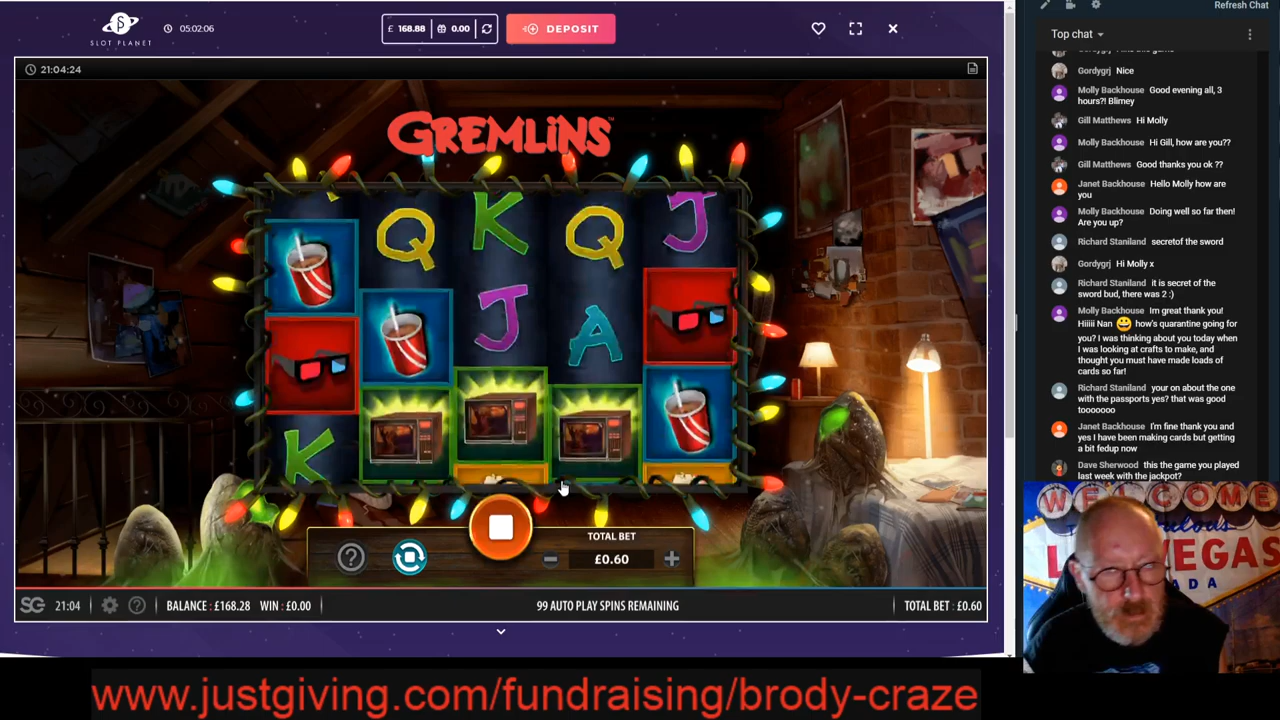 SLOT PLANET
05:02:06
£ 168.88
0.00
DEPOSIT
21:04:24
GREMLiNS™
Q K Q J
J
A
K
?
TOTAL BET
£0.60
SG 21:04
BALLANCE : £168.28 WIN : £0.00
99 AUTO PLAY SPINS REMAINING
TOTAL BET : £0.60
Refresh Chat
Top chat
Gordygrj Nice
Molly Backhouse Good evening all, 3
hours?! Blimey
Gill Matthews Hi Molly
Molly Backhouse Hi Gill, how are you??
Gill Matthews Good thanks you ok ??
Janet Backhouse Hello Molly how are
you
Molly Backhouse Doing well so far then!
Are you up?
Richard Staniland secretof the sword
Gordygrj Hi Molly x
Richard Staniland it is secret of the
sword bud, there was 2 :)
Molly Backhouse Im great thank you!
Hiiiii Nan 😀 how's quarantine going for
you? I was thinking about you today when
I was looking at crafts to make, and
thought you must have made loads of
cards so far!
Richard Staniland your on about the one
with the passports yes? that was good
tooooooo
Janet Backhouse I'm fine thank you and
yes I have been making cards but getting
a bit fedup now
Dave Sherwood this the game you played
last week with the jackpot?
WELCOME
VEGAS
www.justgiving.com/fundraising/brody-craze